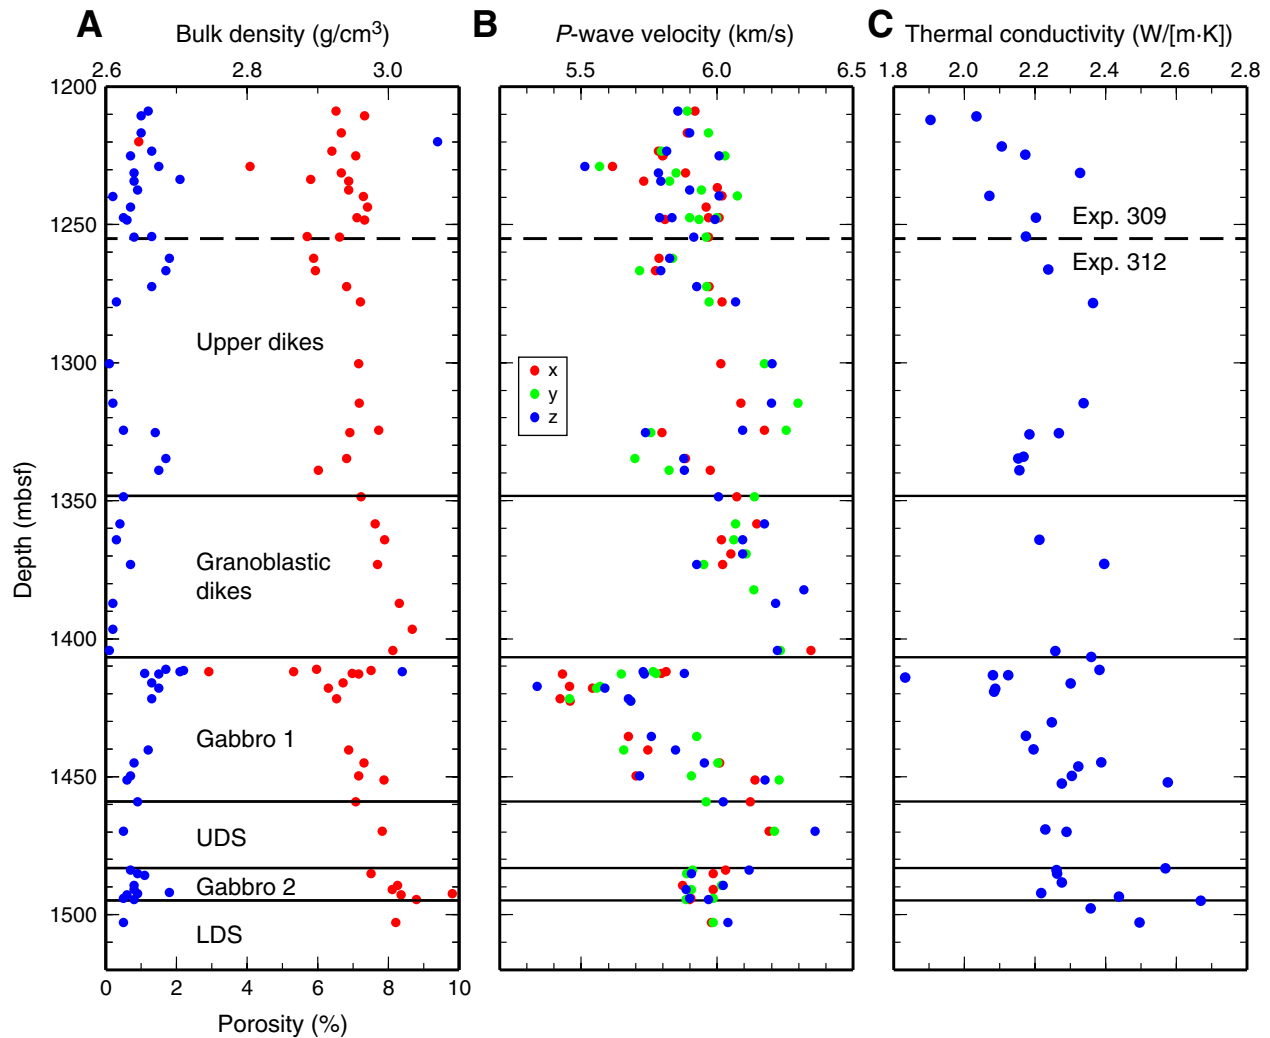 A
Bulk density (g/cm3)
2.6 2.8 3.0
B
P-wave velocity (km/s)
5.5 6.0 6.5
C
Thermal conductivity (W/[m·K])
1.8 2.0 2.2 2.4 2.6 2.8
Depth (mbsf)
1200
1250
1300
1350
1400
1450
1500
Upper dikes
Granoblastic
dikes
Gabbro 1
UDS
Gabbro 2
LDS
0 2 4 6 8 10
Porosity (%)
x
y
z
Exp. 309
Exp. 312